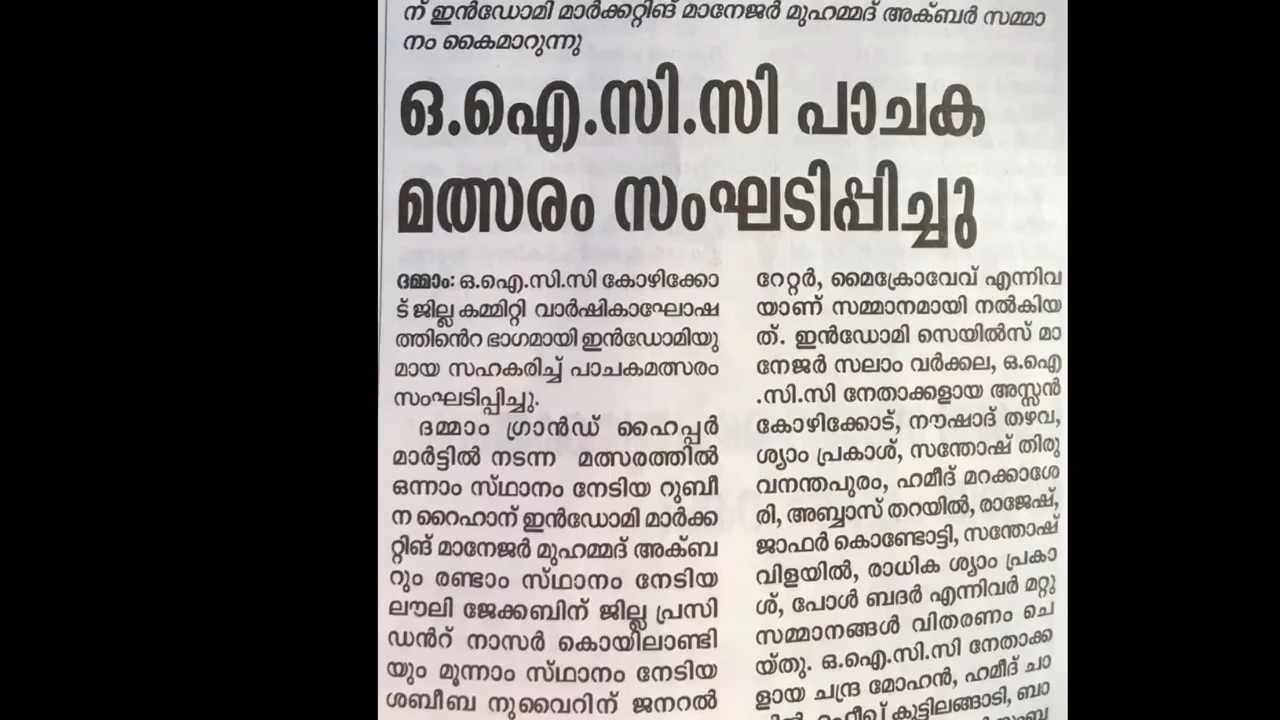 ന് ഇൻഡോമി മാർക്കറ്റിങ് മാനേജർ മുഹമ്മദ് അക്ബർ സമ്മാ
നം കൈമാറുന്നു
ഒ.ഐ.സി.സി പാചക
മത്സരം സംഘടിപ്പിച്ചു
ദമ്മാം: ഒ.ഐ.സി.സി കോഴിക്കോ
ട് ജില്ല കമ്മിറ്റി വാർഷികാഘോഷ
ത്തിൻെറ ഭാഗമായി ഇൻഡോമിയു
മായ സഹകരിച്ച് പാചകമത്സരം
സംഘടിപ്പിച്ചു.
ദമ്മാം ഗ്രാൻഡ് ഹൈപ്പർ
മാർട്ടിൽ നടന്ന മത്സരത്തിൽ
ഒന്നാം സ്ഥാനം നേടിയ റുബീ
ന റൈഹാന് ഇൻഡോമി മാർക്ക
റ്റിങ് മാനേജർ മുഹമ്മദ് അക്ബ
റും രണ്ടാം സ്ഥാനം നേടിയ
ലൗലി ജേക്കബിന് ജില്ല പ്രസി
ഡൻറ് നാസർ കൊയിലാണ്ടി
യും മൂന്നാം സ്ഥാനം നേടിയ
ശബീബ നുവൈറിന് ജനറൽ
റേറ്റർ, മൈക്രോവേവ് എന്നിവ
യാണ് സമ്മാനമായി നൽകിയ
ത്. ഇൻഡോമി സെയിൽസ് മാ
നേജർ സലാം വർക്കല, ഒ.ഐ
.സി.സി നേതാക്കളായ അസ്സൻ
കോഴിക്കോട്, നൗഷാദ് തഴവ,
ശ്യാം പ്രകാശ്, സന്തോഷ് തിരു
വനന്തപുരം, ഹമീദ് മറക്കാശേ
രി, അബ്ബാസ് തറയിൽ, രാജേഷ്,
ജാഫർ കൊണ്ടോട്ടി, സന്തോഷ്
വിളയിൽ, രാധിക ശ്യാം പ്രകാ
ശ്, പോൾ ബദർ എന്നിവർ മറ്റു
സമ്മാനങ്ങൾ വിതരണം ചെ
യ്തു. ഒ.ഐ.സി.സി നേതാക്ക
ളായ ചന്ദ്ര മോഹൻ, ഹമീദ് ചാ
കൂട്ടിലങ്ങാടി, ബാ